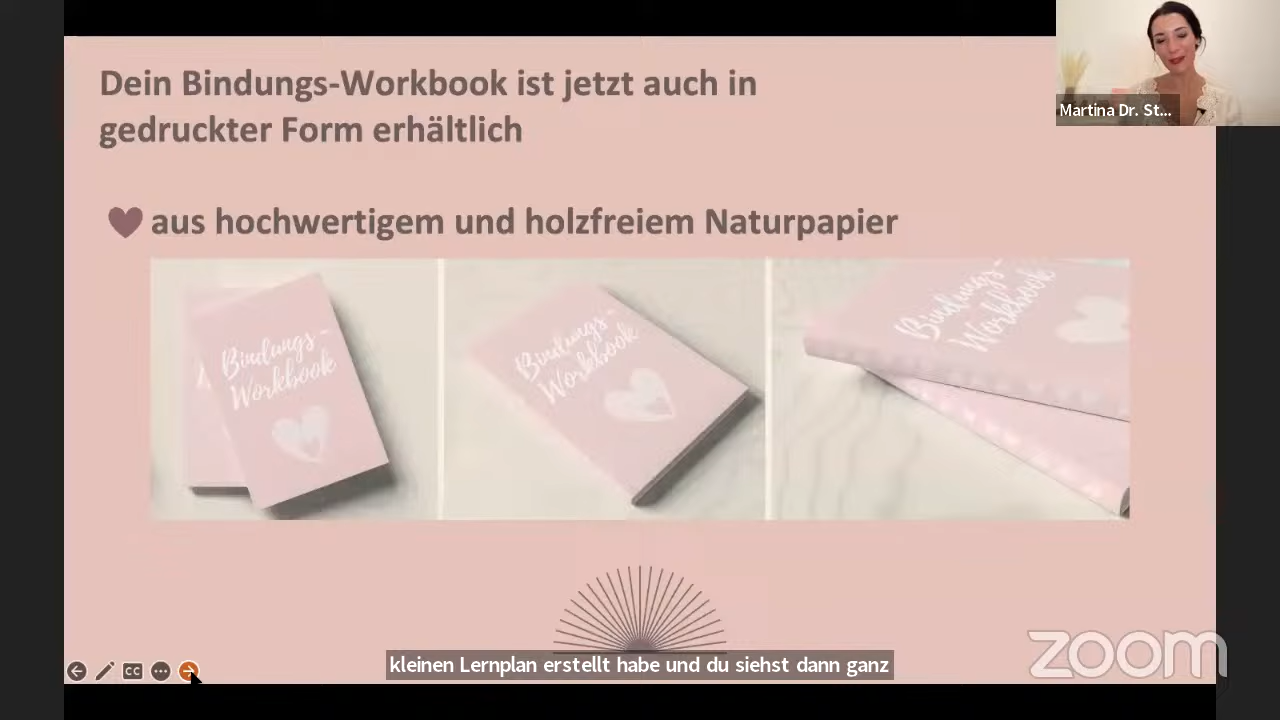 Dein Bindungs-Workbook ist jetzt auch in
gedruckter Form erhältlich
aus hochwertigem und holzfreiem Naturpapier
Bindungs-
Workbook
Bindungs-
Workbook
Bindungs-
Workbook
Martina Dr. St...
CC
kleinen Lernplan erstellt habe und du siehst dann ganz
zoom